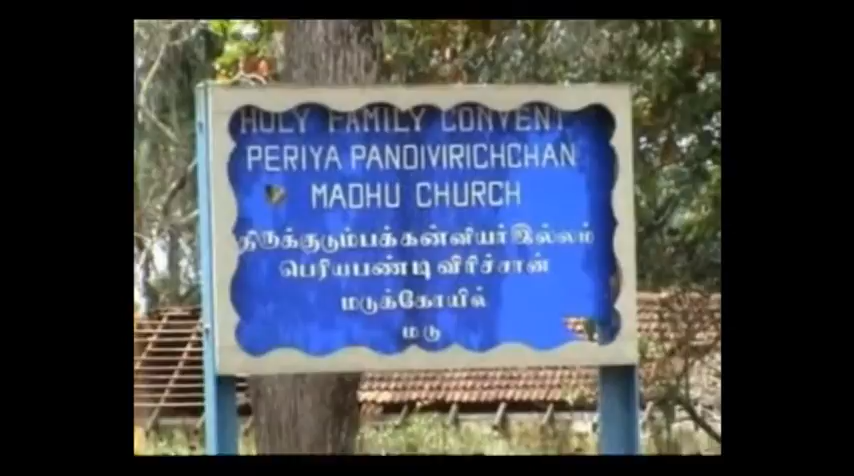 HOLY FAMILY CONVENT
PERIYA PANDIVIRICHCHAN
MADHU CHURCH
திருக்குடும்பக்கன்னியர் இல்லம்
பெரியபண்டிவிரிச்சான்
மடுக்கோயில்
மடு